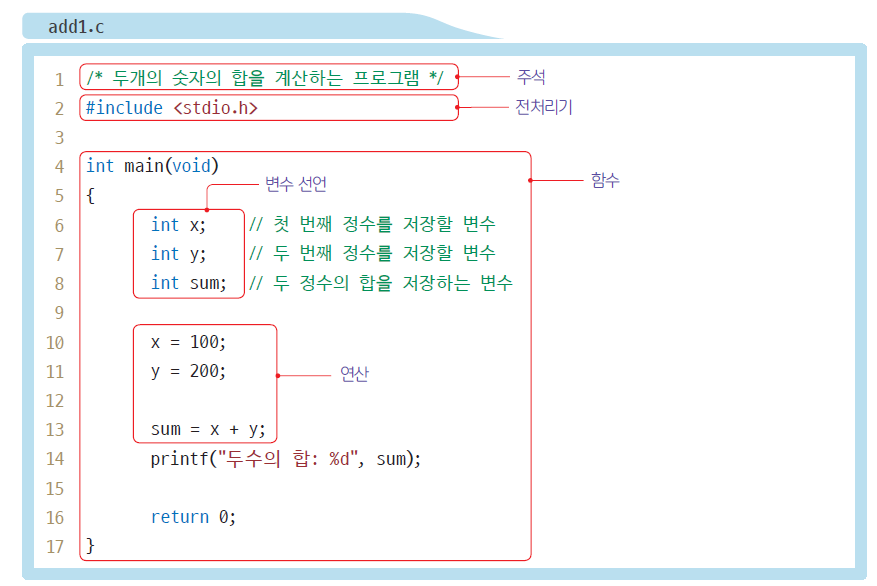 add1.c
1 /* 두개의 숫자의 합을 계산하는 프로그램 */ 주석
2 #include <stdio.h> 전처리기
3
4 int main(void)
함수
변수 선언
5 {
6 int x; // 첫 번째 정수를 저장할 변수
7 int y; // 두 번째 정수를 저장할 변수
8 int sum; // 두 정수의 합을 저장하는 변수
9
10 x = 100;
11 y = 200; 연산
12
13 sum = x + y;
14 printf("두수의 합: %d", sum);
15
16 return 0;
17 }